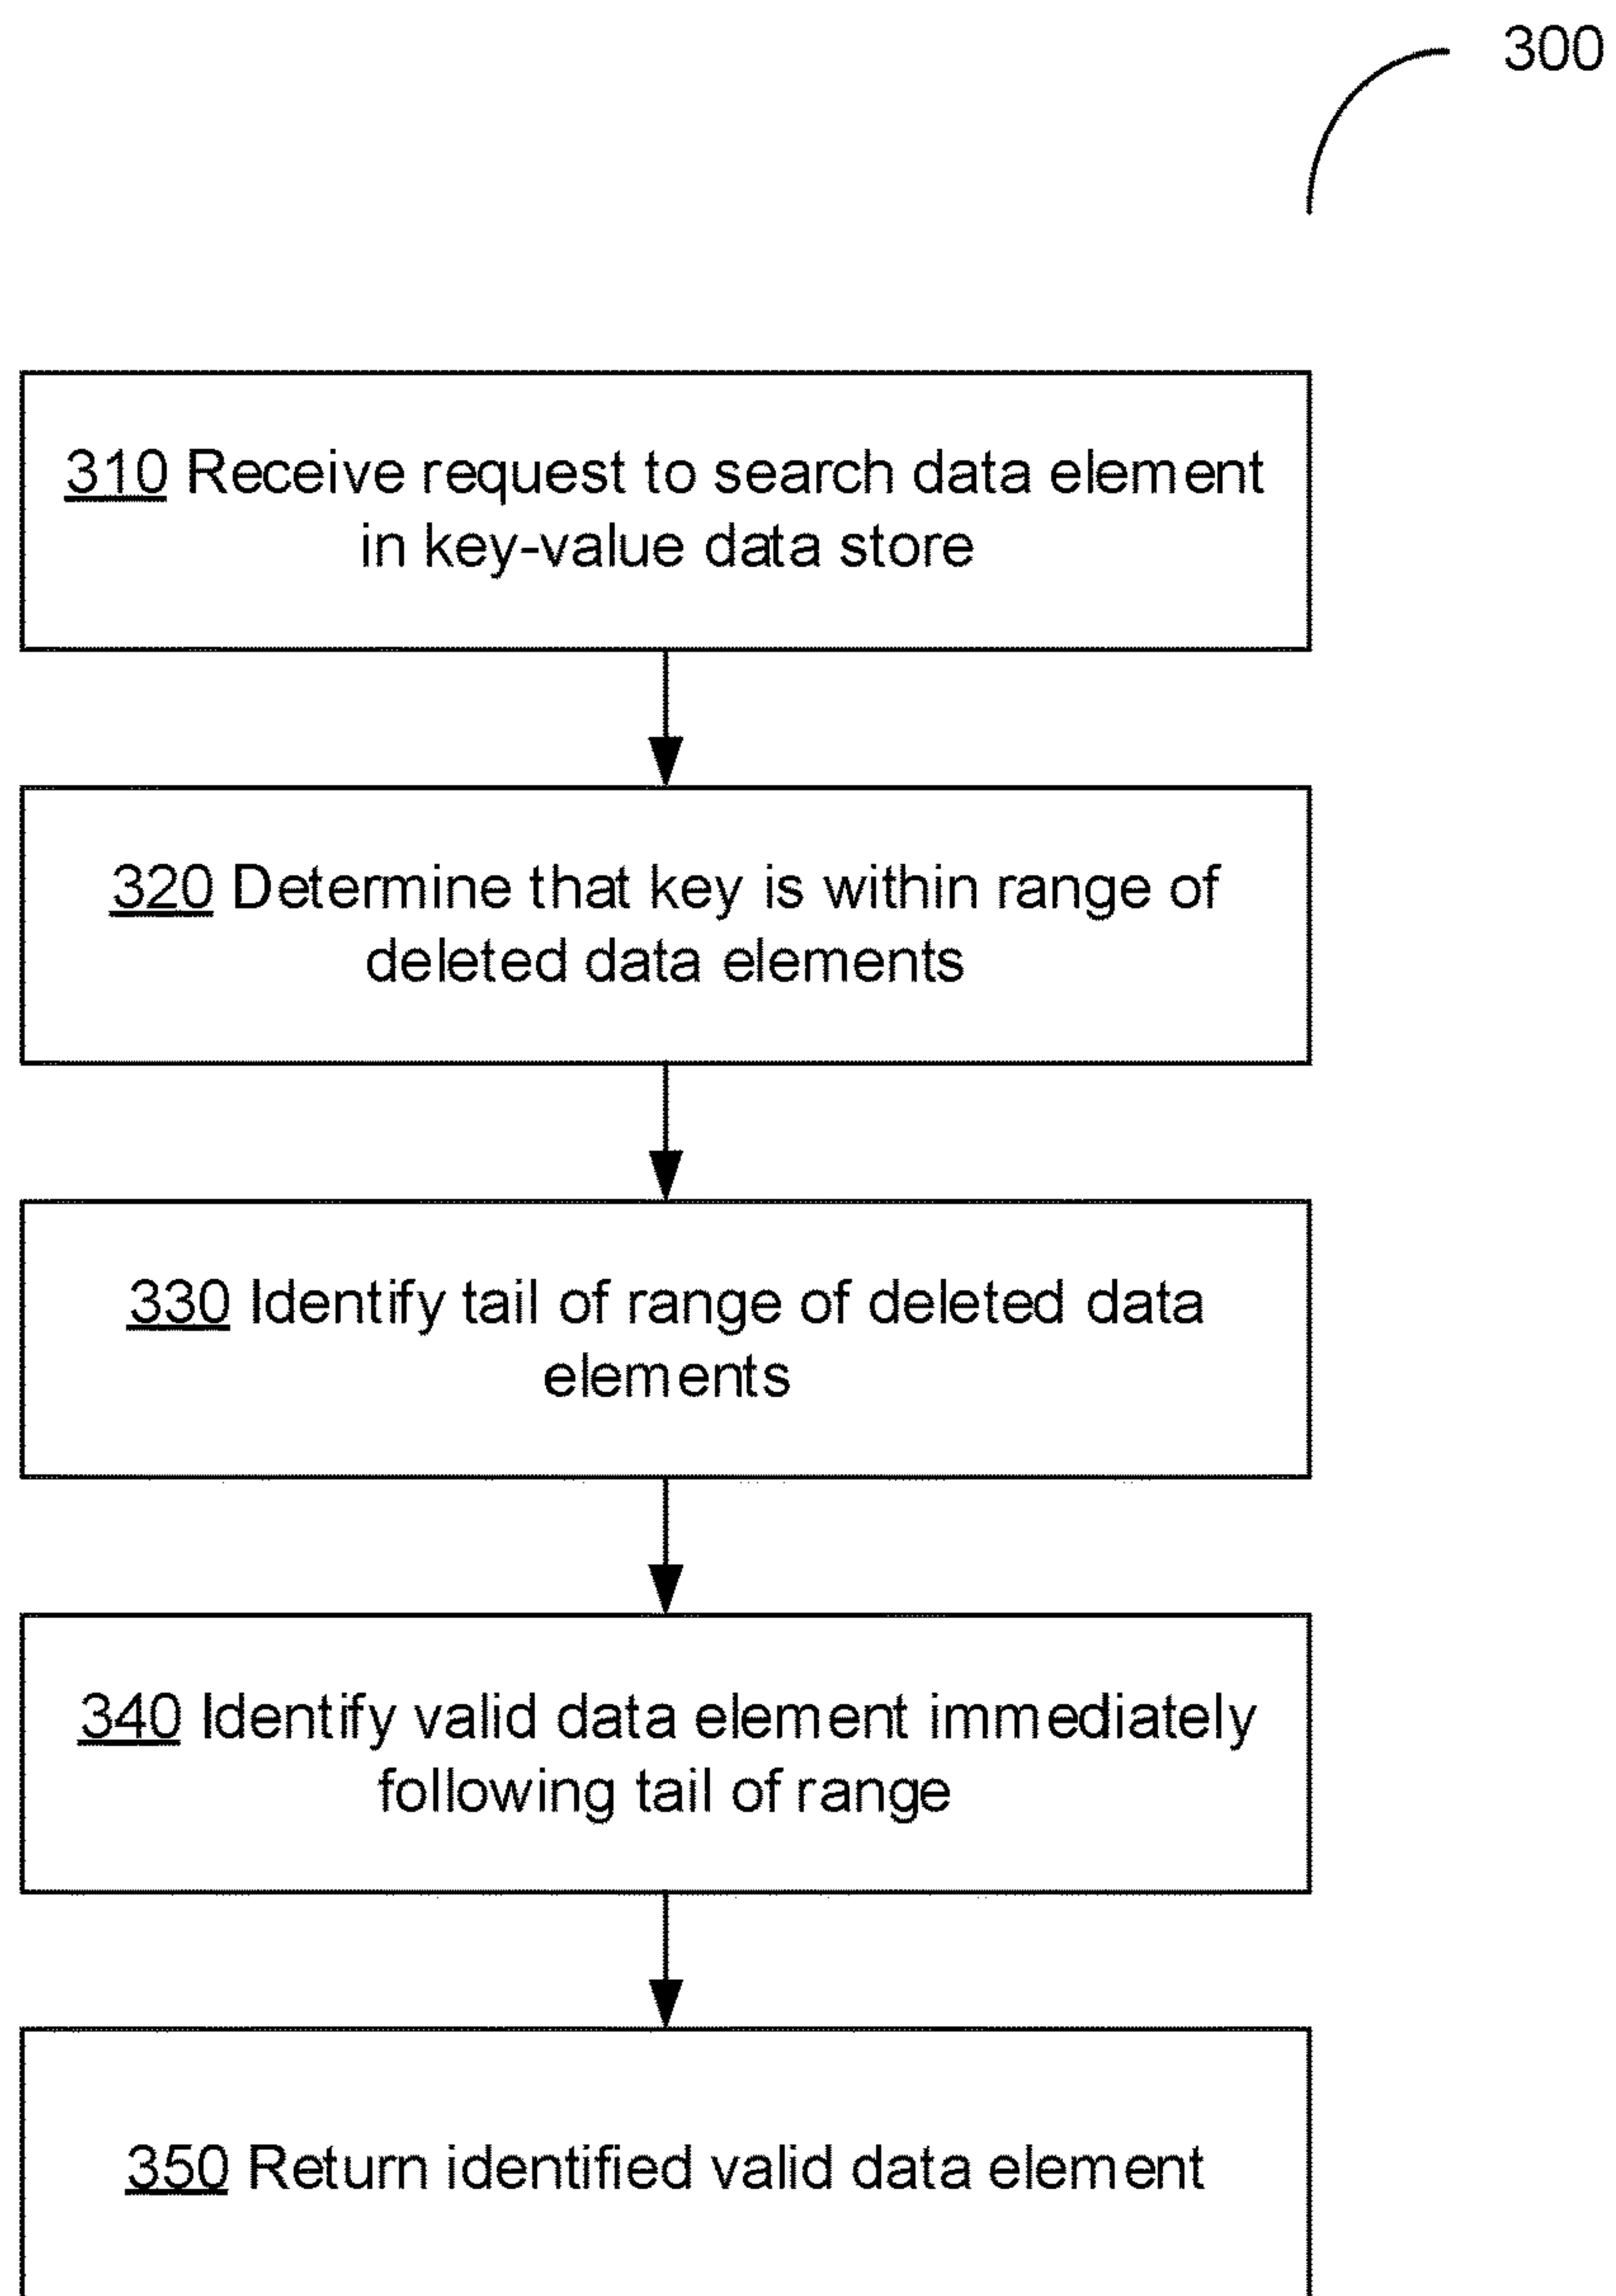 300
310 Receive request to search data element
in key-value data store
320 Determine that key is within range of
deleted data elements
330 Identify tail of range of deleted data
elements
340 Identify valid data element immediately
following tail of range
350 Return identified valid data element